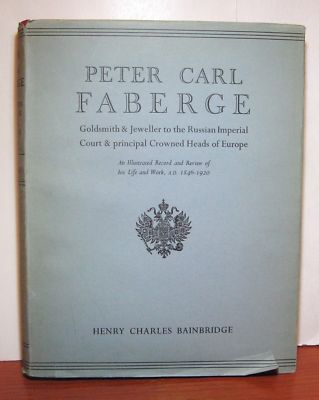 PETER CARL
FABERGE
Goldsmith & Jeweller to the Russian Imperial
Court & principal Crowned Heads of Europe
An Illustrated Record and Review of
his Life and Work, A.D. 1846-1920
HENRY CHARLES BAINBRIDGE